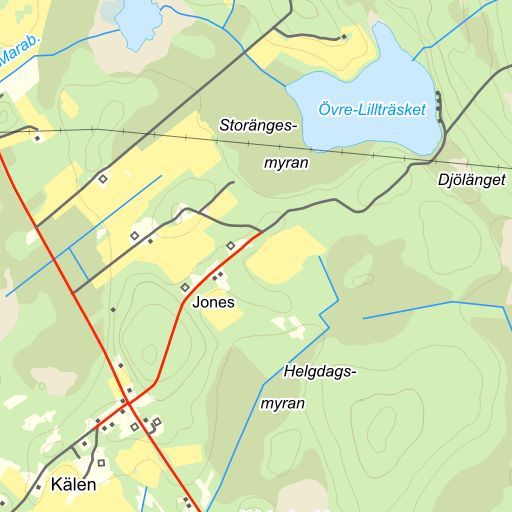 Marab.
Övre-Lillträsket
Storänges-
myran
Djölänget
Jones
Helgdags-
myran
Kälen